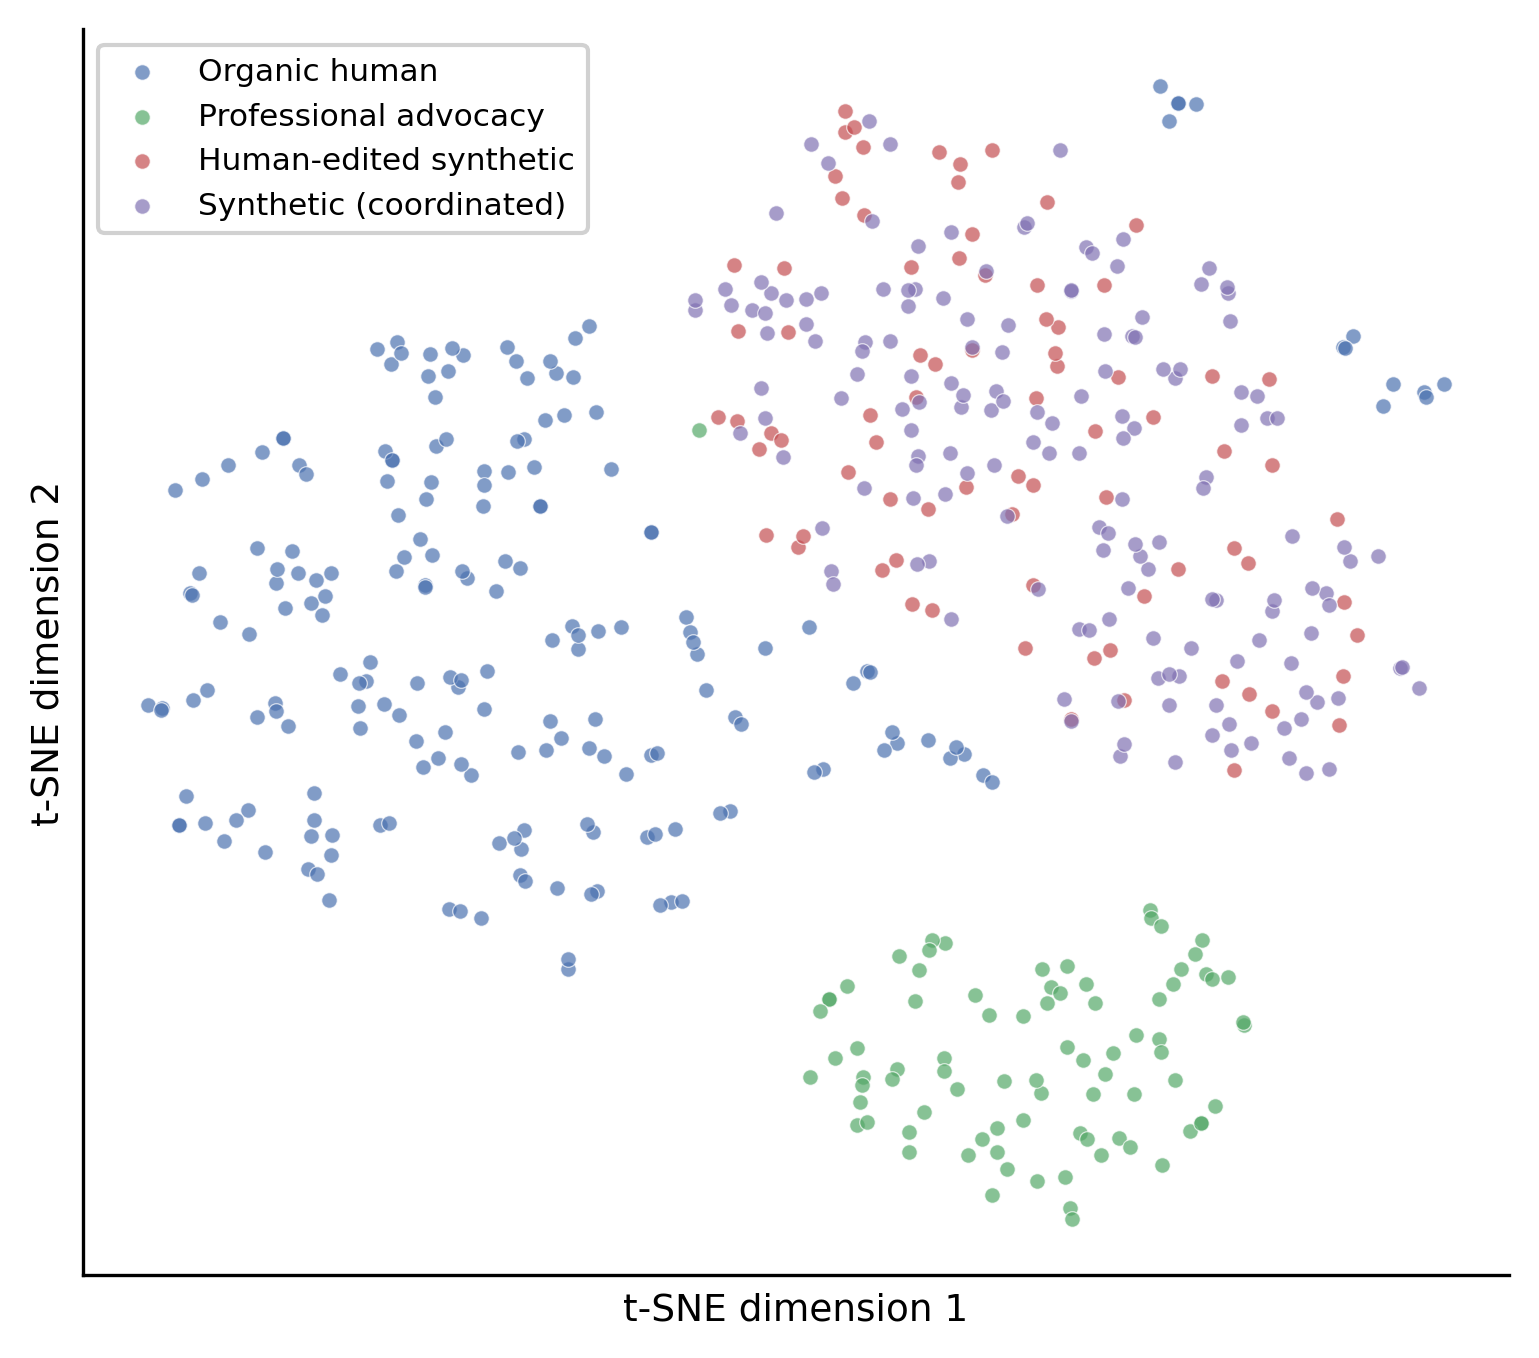 Organic human
Professional advocacy
Human-edited synthetic
Synthetic (coordinated)
t-SNE dimension 2
t-SNE dimension 1